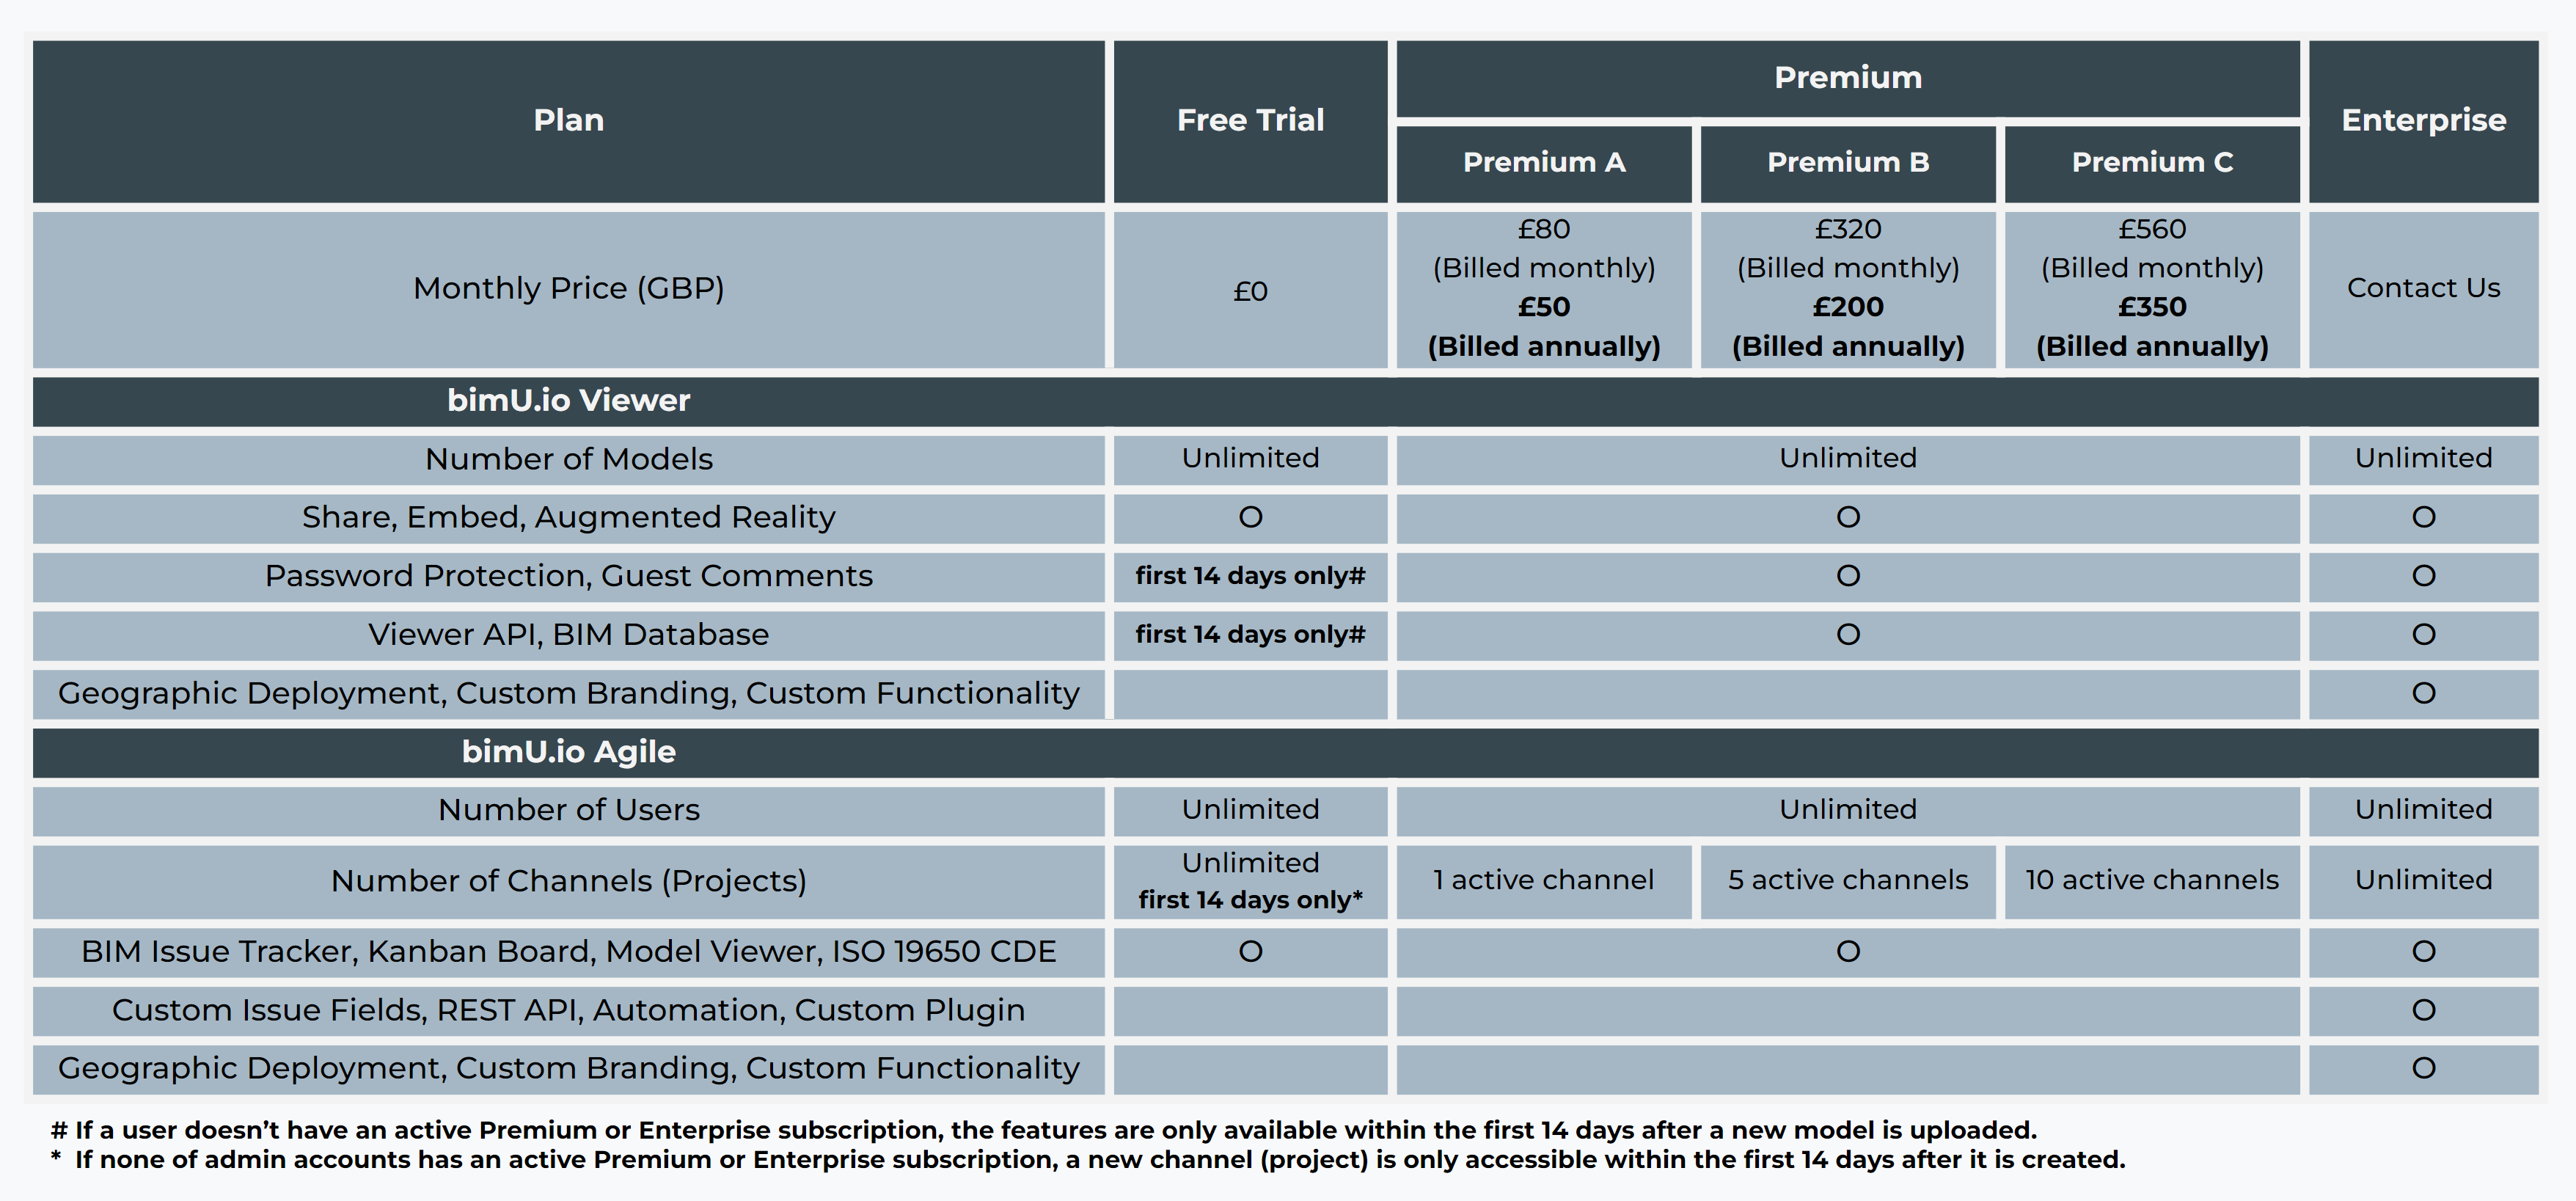 Plan
Free Trial
Premium
Enterprise
Premium A
Premium B
Premium C
Monthly Price (GBP)
£0
£80
(Billed monthly)
£50
(Billed annually)
£320
(Billed monthly)
£200
(Billed annually)
£560
(Billed monthly)
£350
(Billed annually)
Contact Us
bimU.io Viewer
Number of Models
Unlimited
Unlimited
Unlimited
Share, Embed, Augmented Reality
O
O
O
Password Protection, Guest Comments
first 14 days only#
O
O
Viewer API, BIM Database
first 14 days only#
O
O
Geographic Deployment, Custom Branding, Custom Functionality
O
bimU.io Agile
Number of Users
Unlimited
Unlimited
Unlimited
Number of Channels (Projects)
Unlimited
first 14 days only*
1 active channel
5 active channels
10 active channels
Unlimited
BIM Issue Tracker, Kanban Board, Model Viewer, ISO 19650 CDE
O
O
O
Custom Issue Fields, REST API, Automation, Custom Plugin
O
Geographic Deployment, Custom Branding, Custom Functionality
O
# If a user doesn’t have an active Premium or Enterprise subscription, the features are only available within the first 14 days after a new model is uploaded.
* If none of admin accounts has an active Premium or Enterprise subscription, a new channel (project) is only accessible within the first 14 days after it is created.